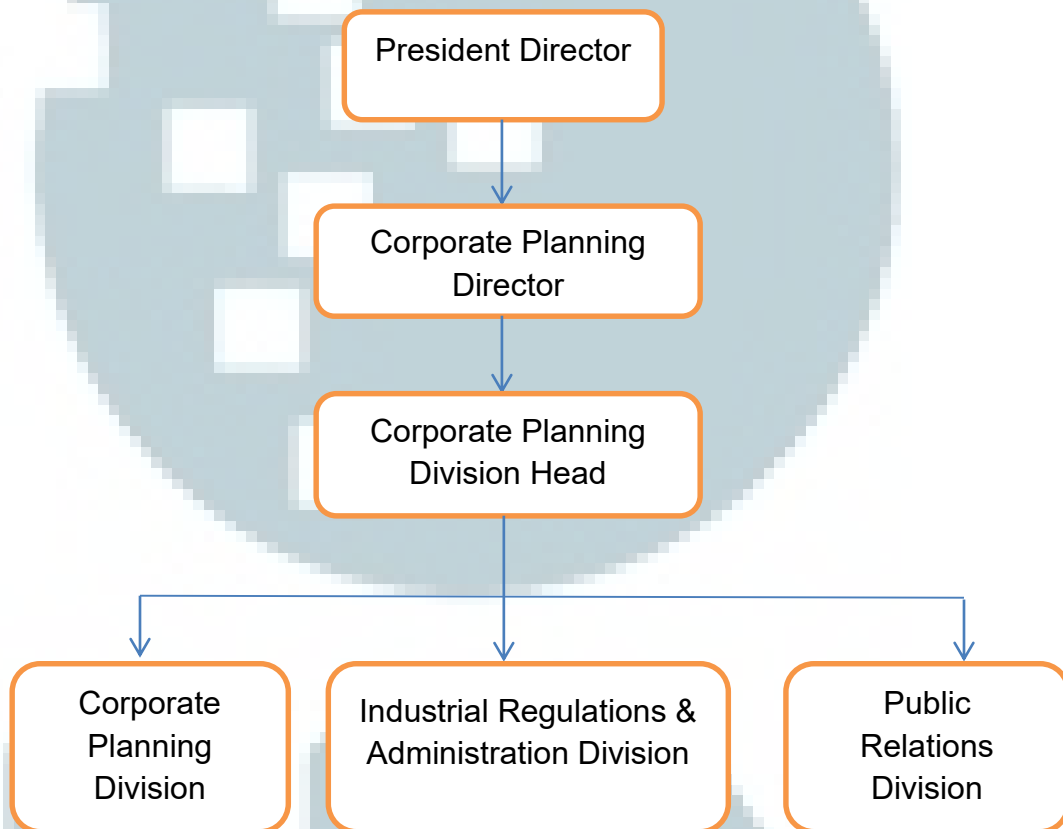 President Director
Corporate Planning
Director
Corporate Planning
Division Head
Corporate
Planning
Division
Industrial Regulations &
Administration Division
Public
Relations
Division